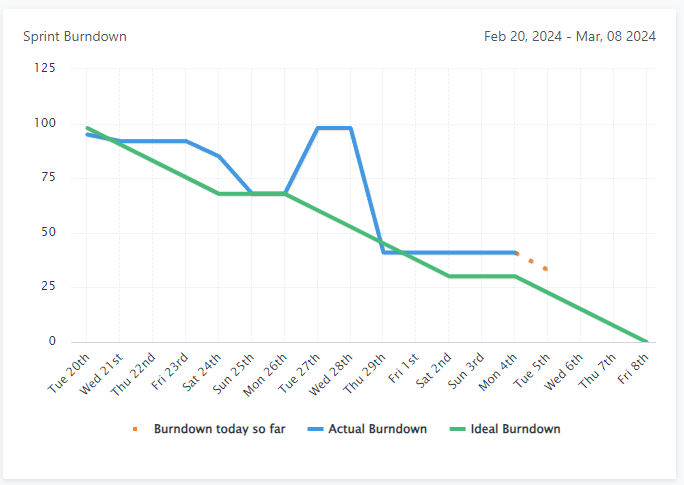 Sprint Burndown
Feb 20, 2024 - Mar, 08 2024
125
100
75
50
25
0
Tue 20th
Wed 21st
Thu 22nd
Fri 23rd
Sat 24th
Sun 25th
Mon 26th
Tue 27th
Wed 28th
Thu 29th
Fri 1st
Sat 2nd
Sun 3rd
Mon 4th
Tue 5th
Wed 6th
Thu 7th
Fri 8th
Burndown today so far
Actual Burndown
Ideal Burndown